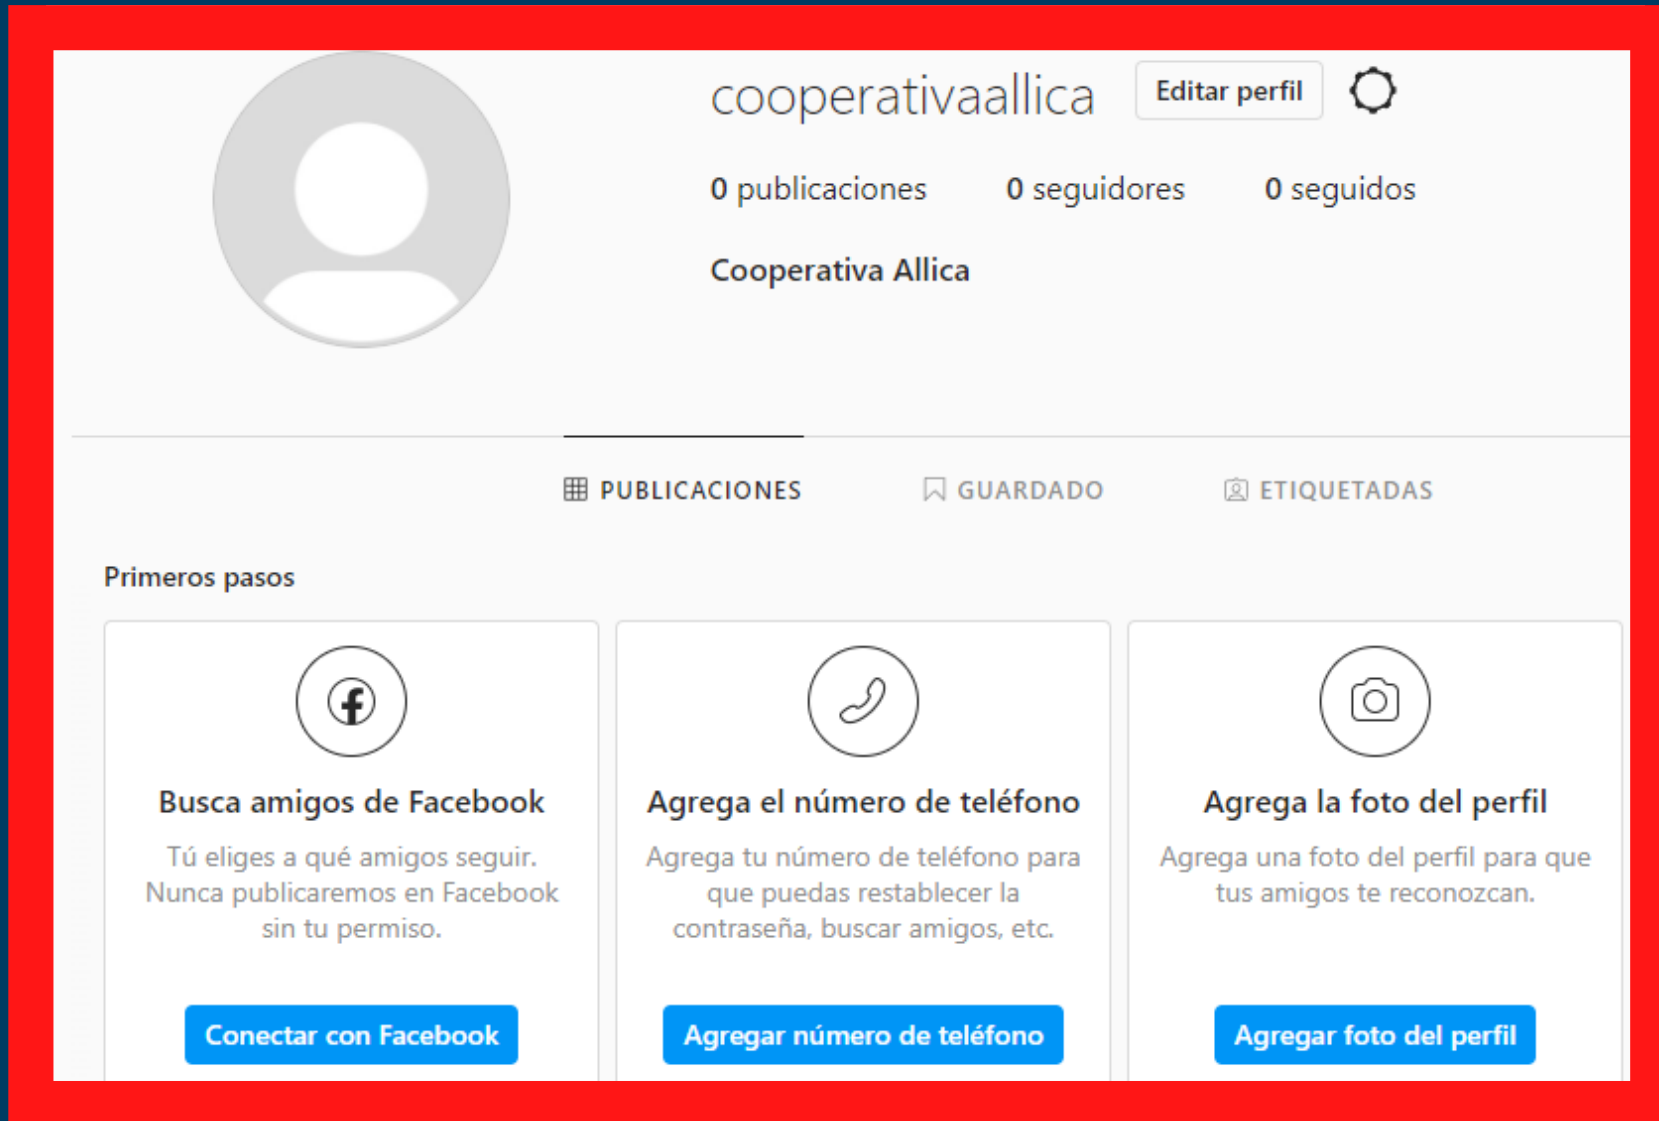 cooperativaallica Editar perfil
0 publicaciones 0 seguidores 0 seguidos
Cooperativa Allica
PUBLICACIONES GUARDADO ETIQUETADAS
Primeros pasos
Busca amigos de Facebook
Tú eliges a qué amigos seguir.
Nunca publicaremos en Facebook
sin tu permiso.
Conectar con Facebook
Agrega el número de teléfono
Agrega tu número de teléfono para
que puedas restablecer la
contraseña, buscar amigos, etc.
Agregar número de teléfono
Agrega la foto del perfil
Agrega una foto del perfil para que
tus amigos te reconozcan.
Agregar foto del perfil